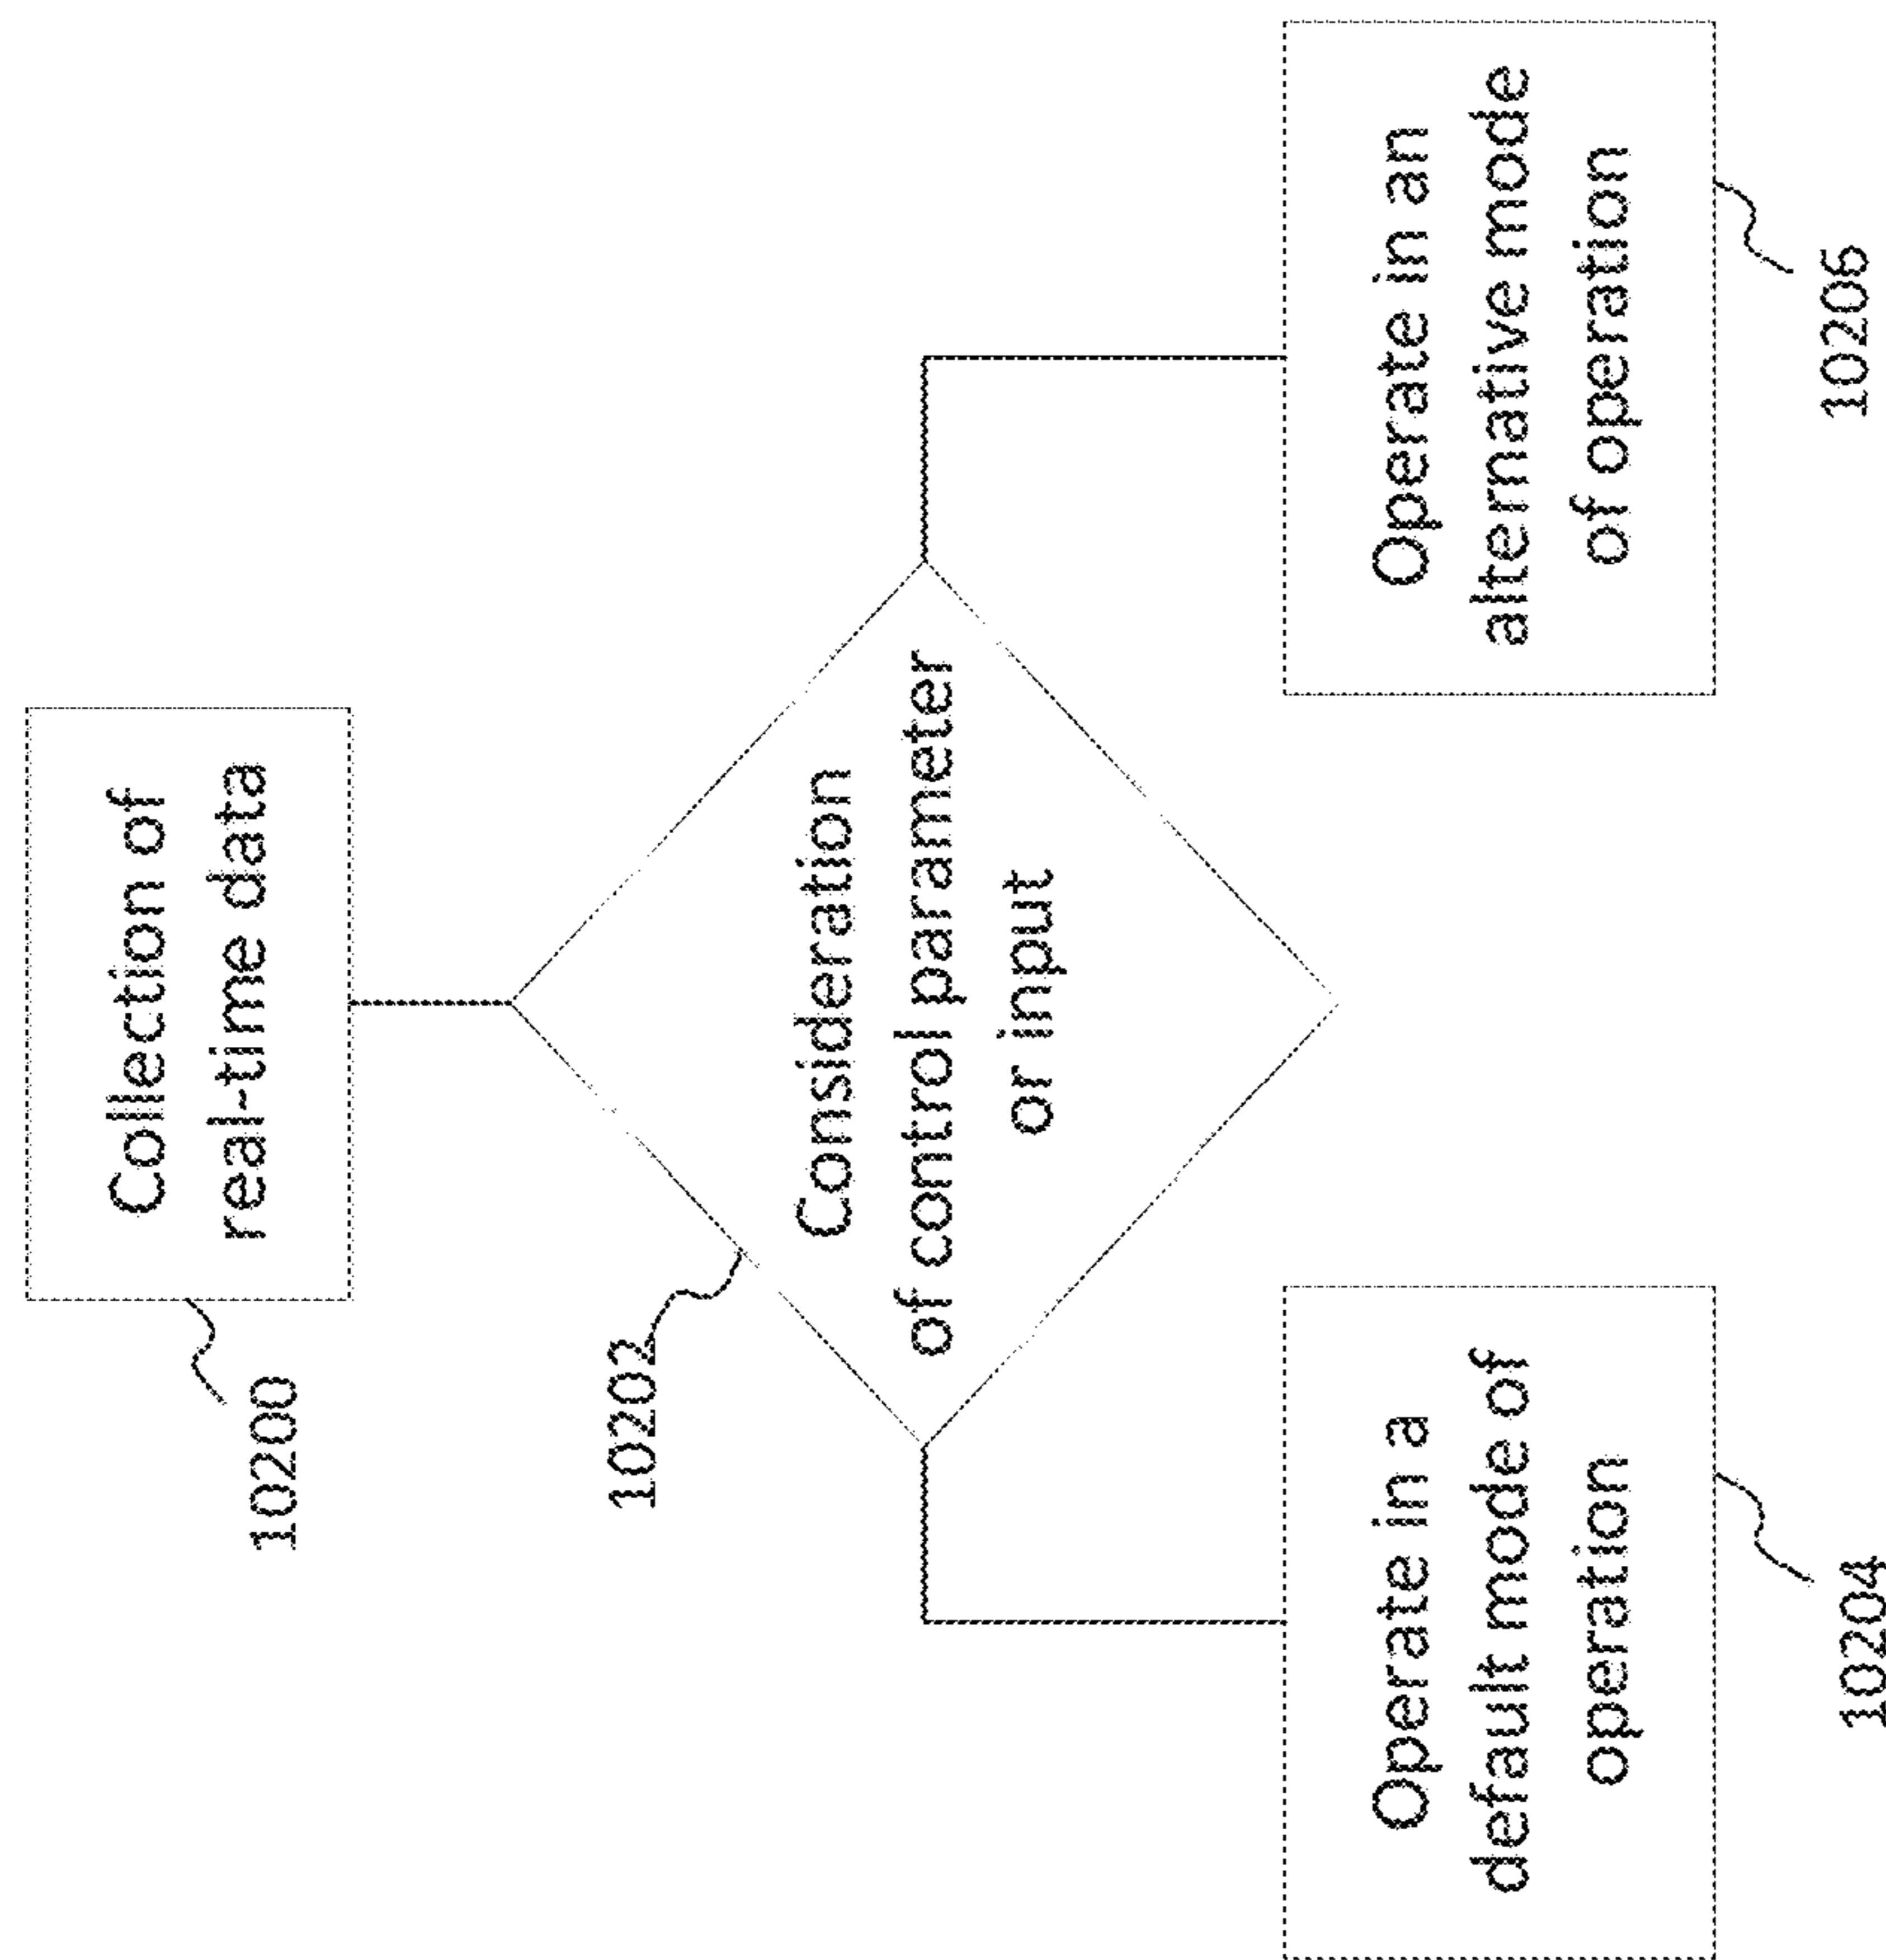 Collection of
real-time data
10200
10202
Consideration
of control parameter
or input
Operate in a
default mode of
operation
10204
Operate in an
alternative mode
of operation
10206